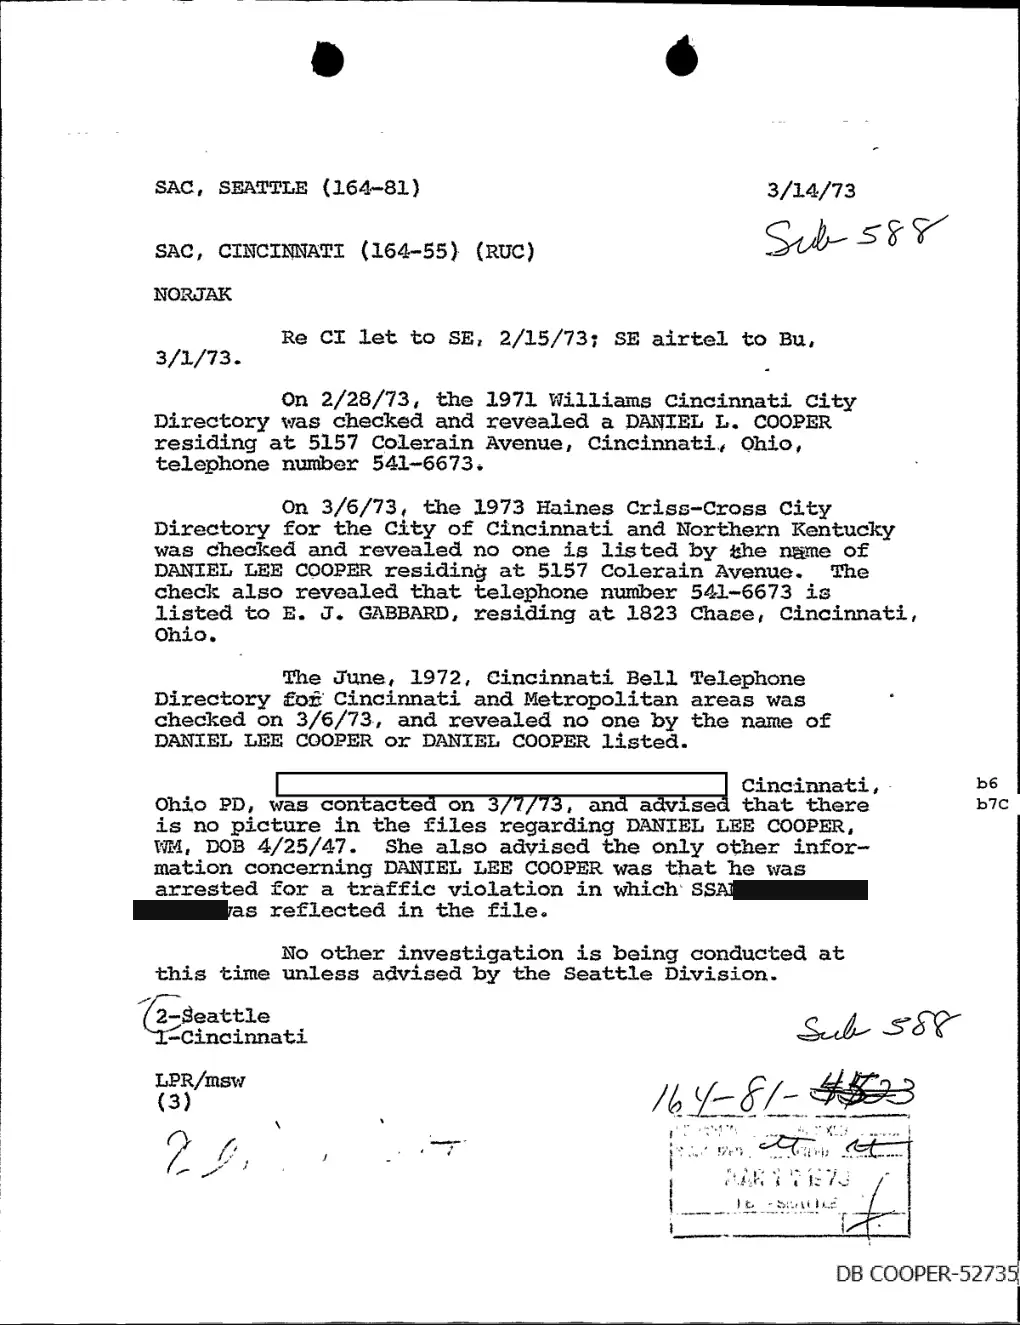 SAC, SEATTLE (164-81)
3/14/73
Sub 588
SAC, CINCINNATI (164-55) (RUC)
NORJAK
Re CI let to SE, 2/15/73; SE airtel to Bu,
3/1/73.
On 2/28/73, the 1971 Williams Cincinnati City
Directory was checked and revealed a DANIEL L. COOPER
residing at 5157 Colerain Avenue, Cincinnati, Ohio,
telephone number 541-6673.
On 3/6/73, the 1973 Haines Criss-Cross City
Directory for the City of Cincinnati and Northern Kentucky
was checked and revealed no one is listed by the name of
DANIEL LEE COOPER residing at 5157 Colerain Avenue. The
check also revealed that telephone number 541-6673 is
listed to E. J. GABBARD, residing at 1823 Chase, Cincinnati,
Ohio.
The June, 1972, Cincinnati Bell Telephone
Directory for Cincinnati and Metropolitan areas was
checked on 3/6/73, and revealed no one by the name of
DANIEL LEE COOPER or DANIEL COOPER listed.
Cincinnati,
b6
Ohio PD, was contacted on 3/7/73, and advised that there
b7C
is no picture in the files regarding DANIEL LEE COOPER,
WM, DOB 4/25/47. She also advised the only other infor-
mation concerning DANIEL LEE COOPER was that he was
arrested for a traffic violation in which SSAN
was reflected in the file.
No other investigation is being conducted at
this time unless advised by the Seattle Division.
2-Seattle
1-Cincinnati
Sub 588
LPR/msw
(3)
164-81-
DB COOPER-52735